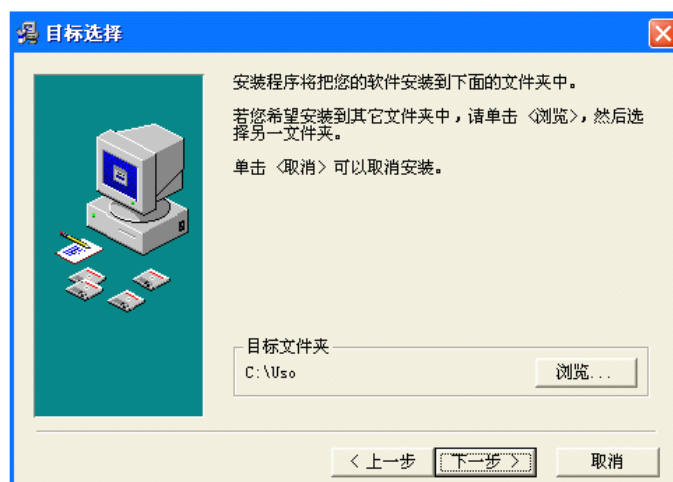 目标选择
安装程序将把您的软件安装到下面的文件夹中。
若您希望安装到其它文件夹中，请单击〈浏览〉，然后选
择另一文件夹。
单击〈取消〉可以取消安装。
目标文件夹
C:\Uso
浏览...
〈上一步
下一步〉
取消